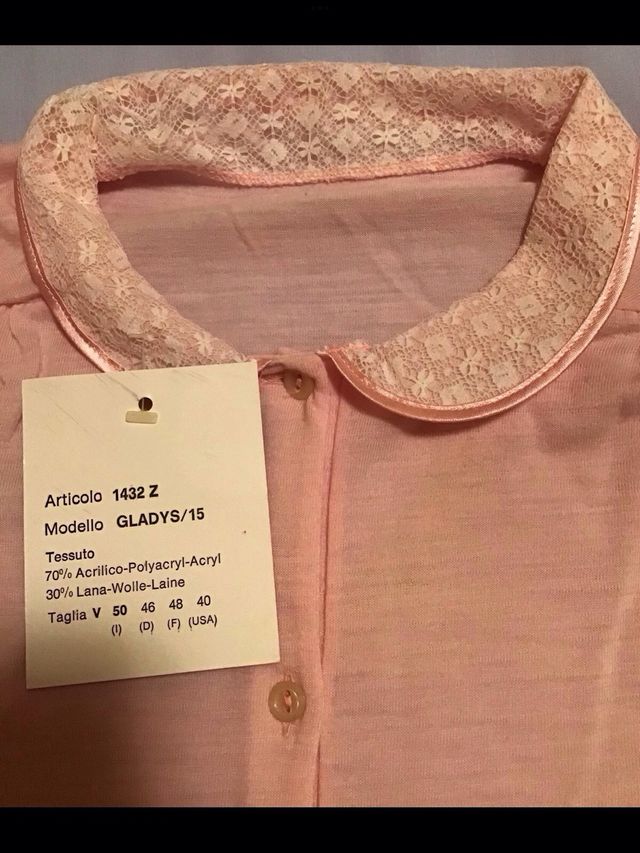 Articolo 1432 Z
Modello GLADYS/15
Tessuto
70% Acrilico-Polyacryl-Acryl
30% Lana-Wolle-Laine
Taglia V 50 46 48 40
(I) (D) (F) (USA)